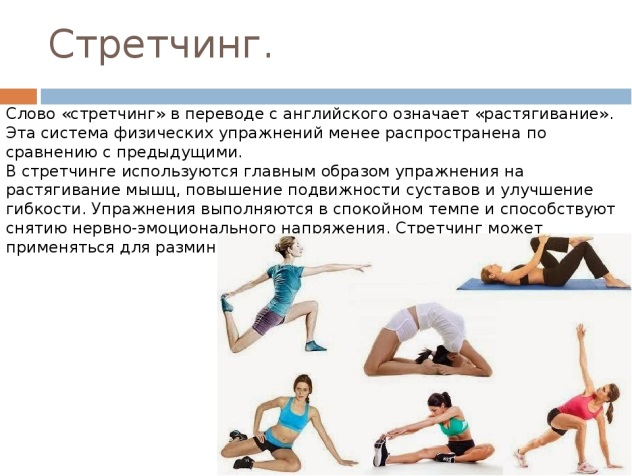 Стретчинг.
Слово «стретчинг» в переводе с английского означает «растягивание».
Эта система физических упражнений менее распространена по
сравнению с предыдущими.
В стретчинге используются главным образом упражнения на
растягивание мышц, повышение подвижности суставов и улучшение
гибкости. Упражнения выполняются в спокойном темпе и способствуют
снятию нервно-эмоционального напряжения. Стретчинг может
применяться для размин